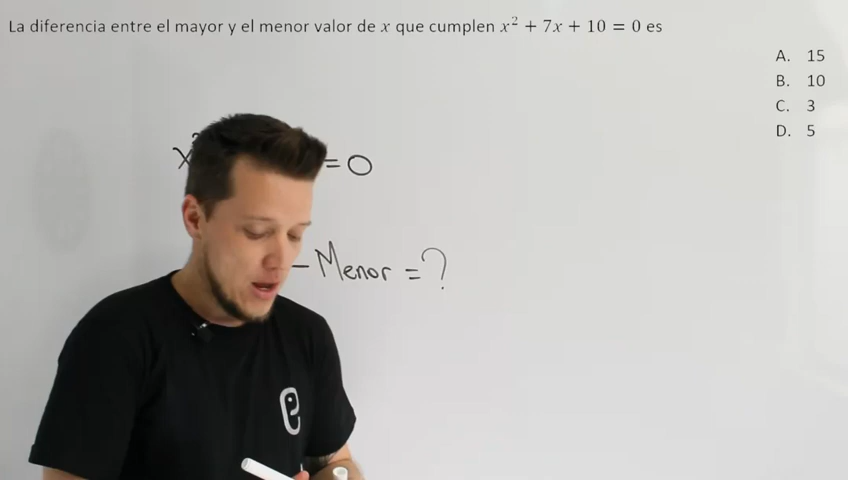 La diferencia entre el mayor y el menor valor de x que cumplen x² + 7x + 10 = 0 es
A. 15
B. 10
C. 3
D. 5
x² = 0
– Menor = ?